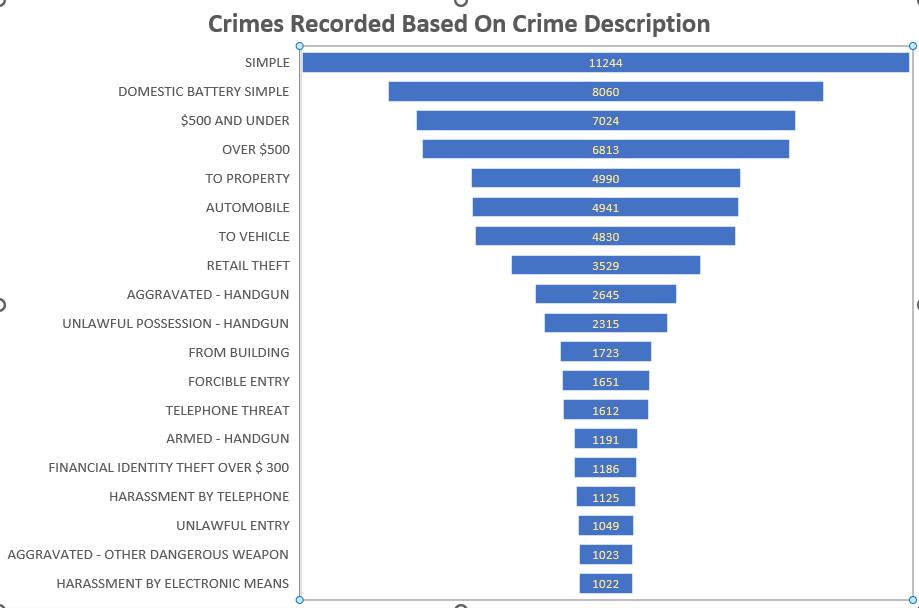 Crimes Recorded Based On Crime Description
SIMPLE 11244
DOMESTIC BATTERY SIMPLE 8060
$500 AND UNDER 7024
OVER $500 6813
TO PROPERTY 4990
AUTOMOBILE 4941
TO VEHICLE 4830
RETAIL THEFT 3529
AGGRAVATED - HANDGUN 2645
UNLAWFUL POSSESSION - HANDGUN 2315
FROM BUILDING 1723
FORCIBLE ENTRY 1651
TELEPHONE THREAT 1612
ARMED - HANDGUN 1191
FINANCIAL IDENTITY THEFT OVER $ 300 1186
HARASSMENT BY TELEPHONE 1125
UNLAWFUL ENTRY 1049
AGGRAVATED - OTHER DANGEROUS WEAPON 1023
HARASSMENT BY ELECTRONIC MEANS 1022